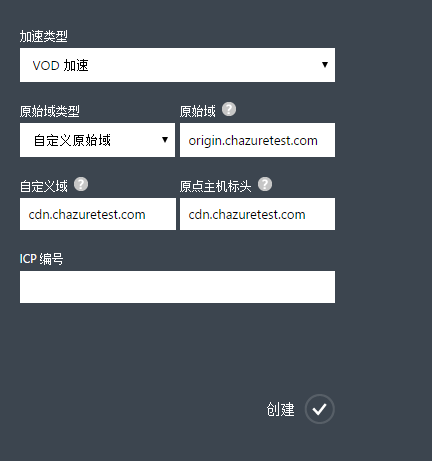 加速类型
VOD 加速
原始域类型 原始域
自定义原始域 origin.chazuretest.com
自定义域 原点主机标头
cdn.chazuretest.com cdn.chazuretest.com
ICP 编号
创建